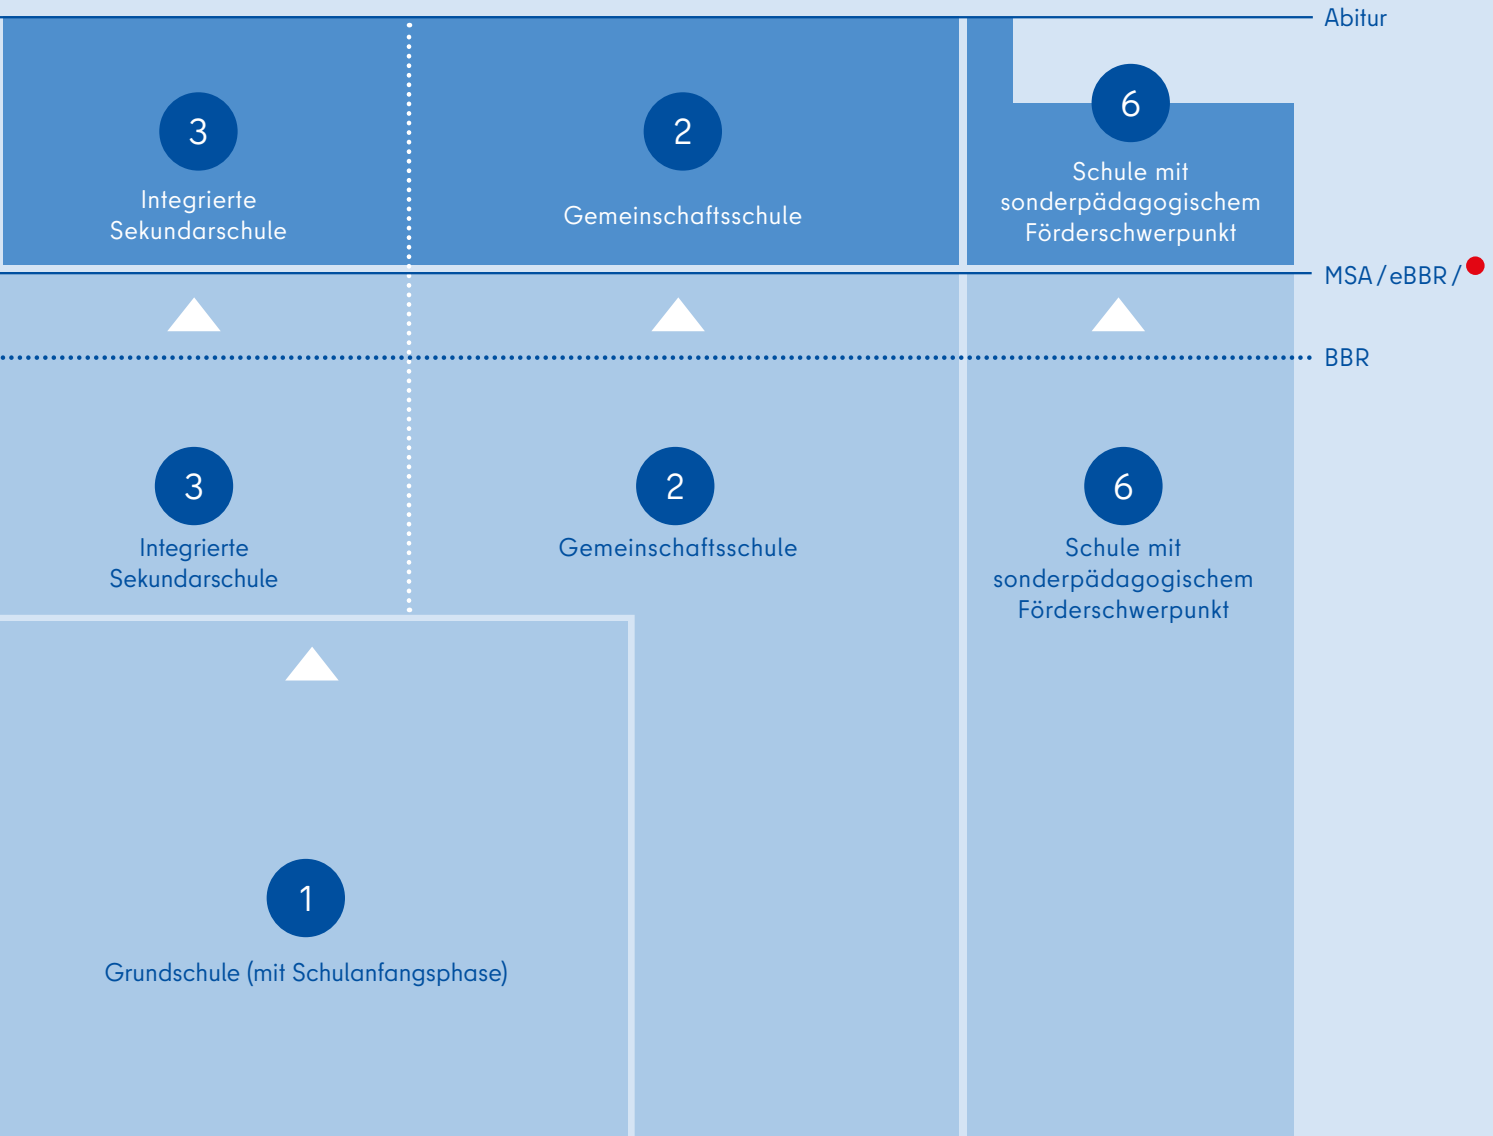 Abitur
3
Integrierte
Sekundarschule
2
Gemeinschaftsschule
6
Schule mit
sonderpädagogischem
Förderschwerpunkt
MSA / eBBR /
BBR
3
Integrierte
Sekundarschule
2
Gemeinschaftsschule
6
Schule mit
sonderpädagogischem
Förderschwerpunkt
1
Grundschule (mit Schulanfangsphase)